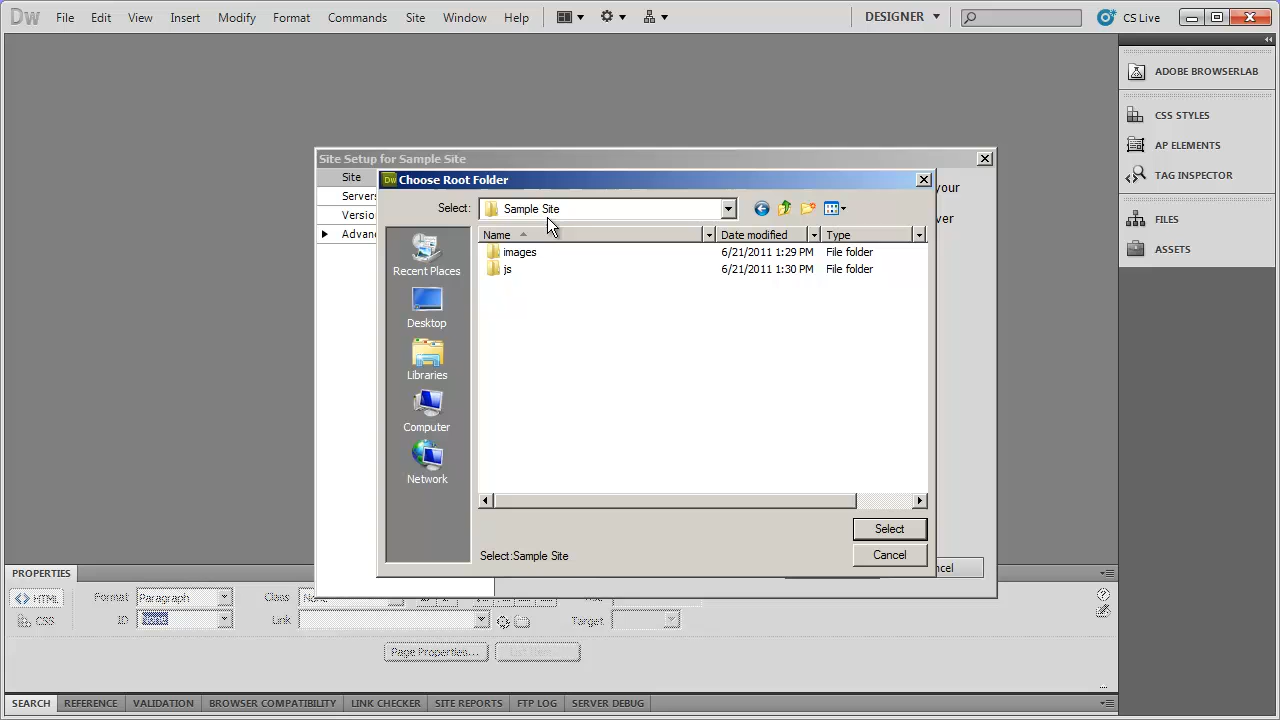 Dw File Edit View Insert Modify Format Commands Site Window Help DESIGNER CS Live
Site Setup for Sample Site
Site
Servers
Versio
Advan
Choose Root Folder
Select: Sample Site
Name Date modified Type
images 6/21/2011 1:29 PM File folder
js 6/21/2011 1:30 PM File folder
Recent Places
Desktop
Libraries
Computer
Network
Select
Select:Sample Site
Cancel
your
ver
ncel
ADOBE BROWSERLAB
CSS STYLES
AP ELEMENTS
TAG INSPECTOR
FILES
ASSETS
PROPERTIES
<> HTML Format Paragraph Class None
CSS ID Link Target
Page Properties... List Item...
SEARCH REFERENCE VALIDATION BROWSER COMPATIBILITY LINK CHECKER SITE REPORTS FTP LOG SERVER DEBUG